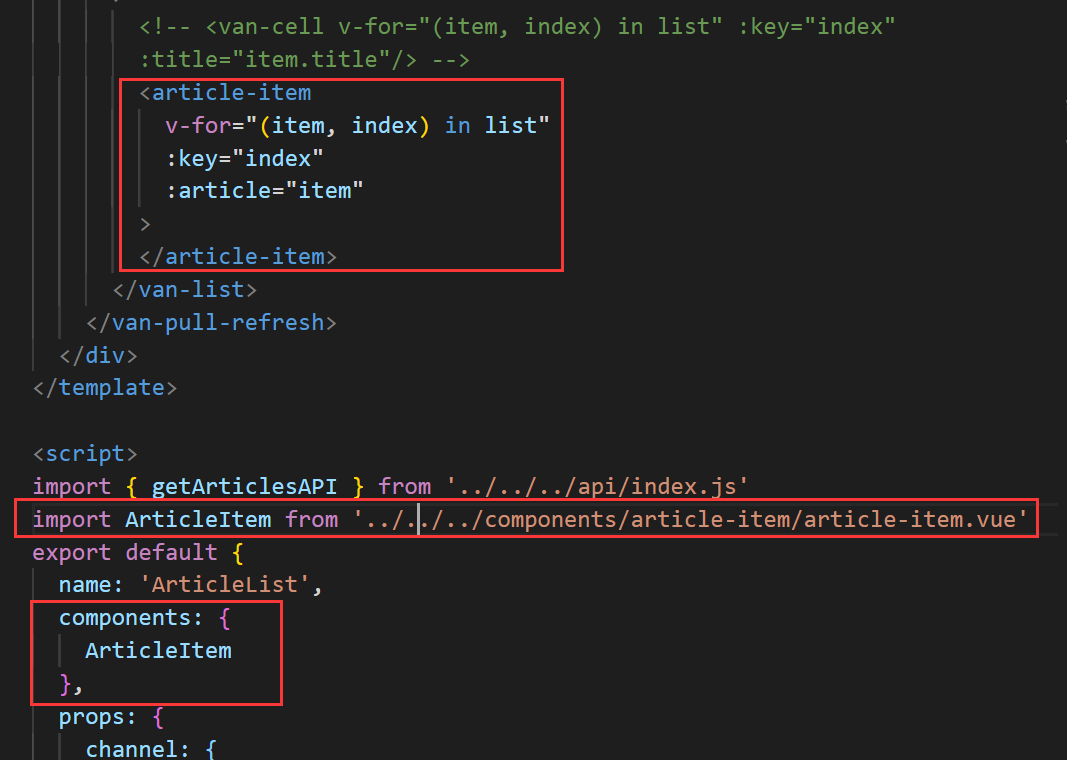 <!-- <van-cell v-for="(item, index) in list" :key="index"
:title="item.title"/> -->
<article-item
v-for="(item, index) in list"
:key="index"
:article="item"
>
</article-item>
</van-list>
</van-pull-refresh>
</div>
</template>
<script>
import { getArticlesAPI } from '../../../api/index.js'
import ArticleItem from '../../../components/article-item/article-item.vue'
export default {
name: 'ArticleList',
components: {
ArticleItem
},
props: {
channel: {